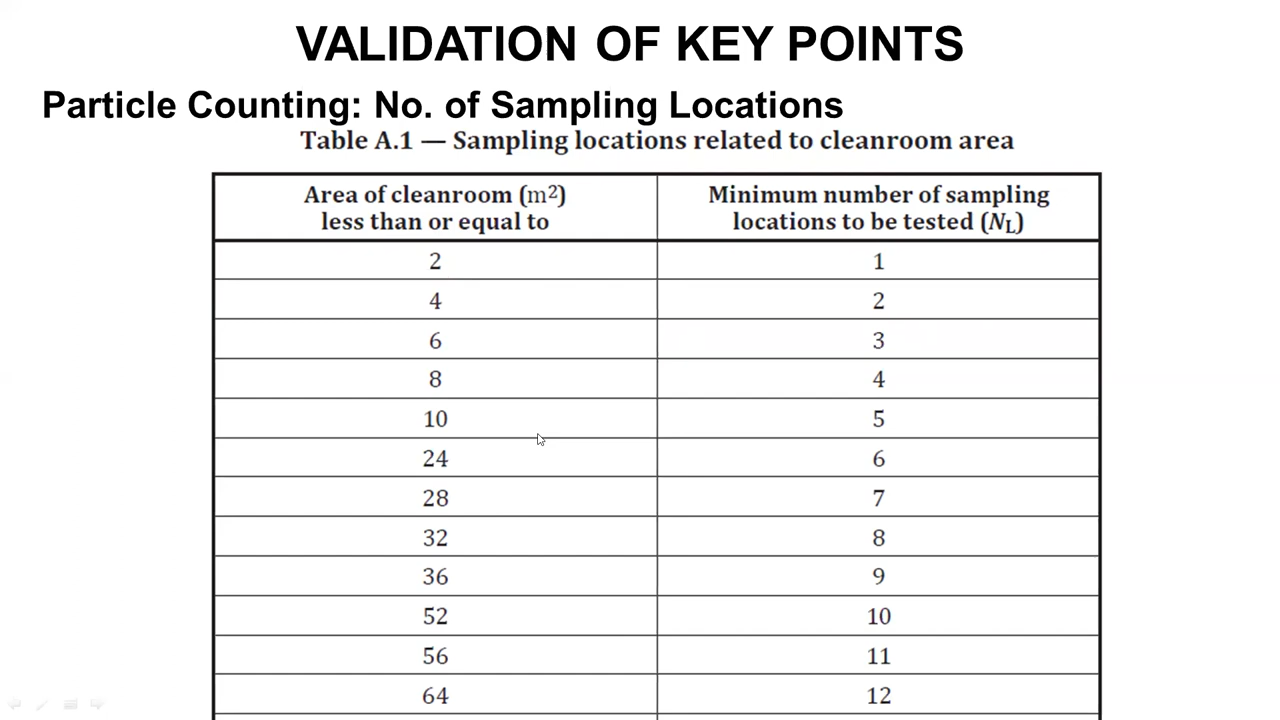 VALIDATION OF KEY POINTS
Particle Counting: No. of Sampling Locations
Table A.1 — Sampling locations related to cleanroom area
Area of cleanroom (m²) Minimum number of sampling
less than or equal to locations to be tested (NL)
2 1
4 2
6 3
8 4
10 5
24 6
28 7
32 8
36 9
52 10
56 11
64 12